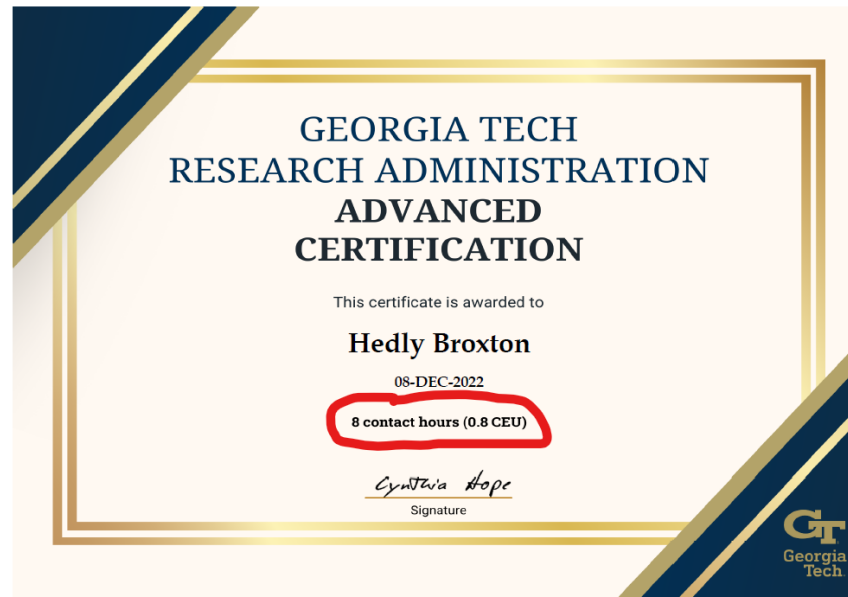 GEORGIA TECH
RESEARCH ADMINISTRATION
ADVANCED
CERTIFICATION
This certificate is awarded to
Hedly Broxton
08-DEC-2022
8 contact hours (0.8 CEU)
Cynthia Hope
Signature
GT
Georgia
Tech